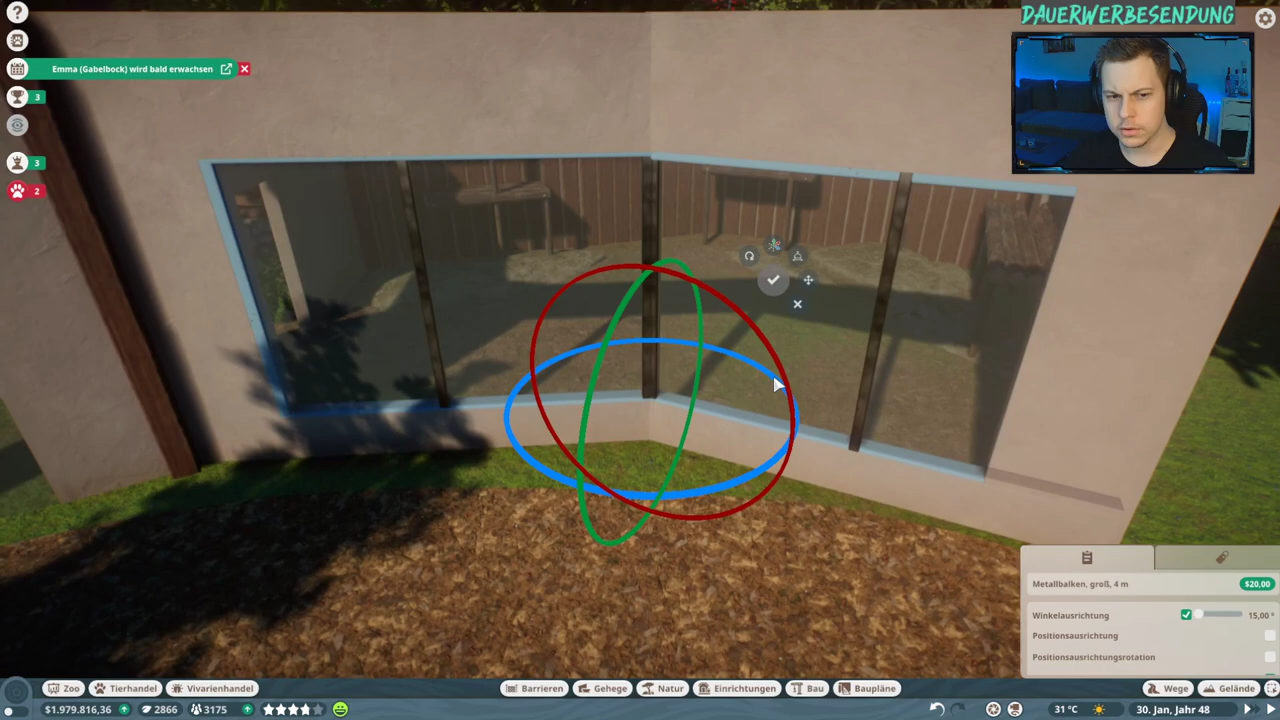 DAUERWERBESENDUNG
?
Emma (Gabelbock) wird bald erwachsen
3
3
2
Metallbalken, groß, 4 m $20,00
Winkelausrichtung 15,00 °
Positionsausrichtung
Positionsausrichtungsrotation
Zoo Tierhandel Vivarienhandel Barrieren Gehege Natur Einrichtungen Bau Baupläne Wege Gelände
$1.979.816,36 2866 3175 31 °C 30. Jan, Jahr 48